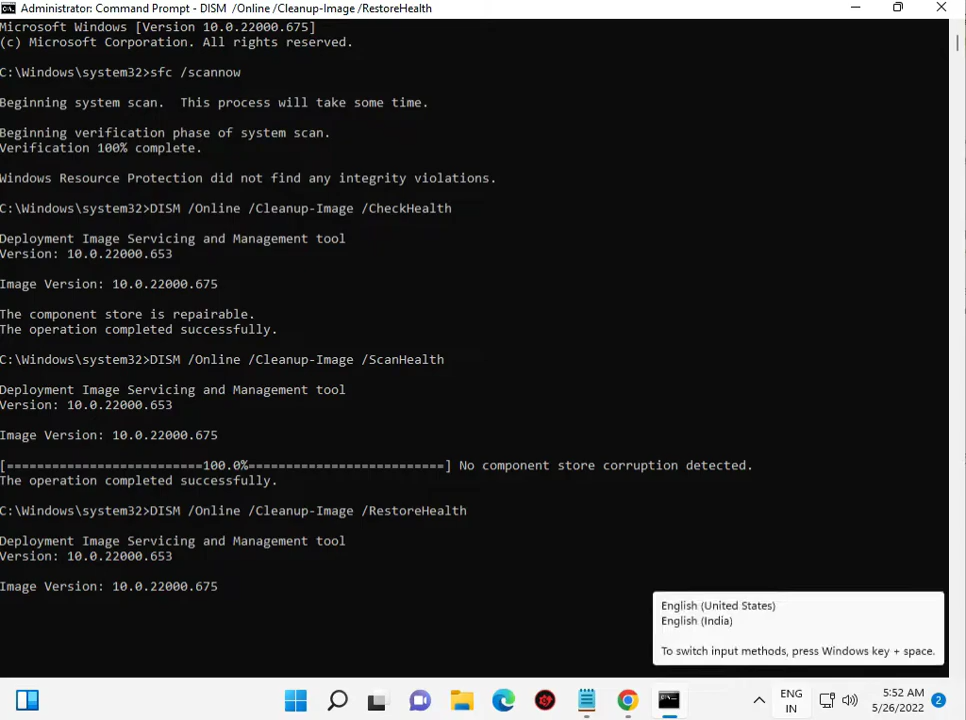 Administrator: Command Prompt - DISM  /Online /Cleanup-Image /RestoreHealth
Microsoft Windows [Version 10.0.22000.675]
(c) Microsoft Corporation. All rights reserved.
C:\Windows\system32>sfc /scannow
Beginning system scan.  This process will take some time.
Beginning verification phase of system scan.
Verification 100% complete.
Windows Resource Protection did not find any integrity violations.
C:\Windows\system32>DISM /Online /Cleanup-Image /CheckHealth
Deployment Image Servicing and Management tool
Version: 10.0.22000.653
Image Version: 10.0.22000.675
The component store is repairable.
The operation completed successfully.
C:\Windows\system32>DISM /Online /Cleanup-Image /ScanHealth
Deployment Image Servicing and Management tool
Version: 10.0.22000.653
Image Version: 10.0.22000.675
[==========================100.0%==========================] No component store corruption detected.
The operation completed successfully.
C:\Windows\system32>DISM /Online /Cleanup-Image /RestoreHealth
Deployment Image Servicing and Management tool
Version: 10.0.22000.653
Image Version: 10.0.22000.675
English (United States)
English (India)
To switch input methods, press Windows key + space.
ENG
IN
5:52 AM
5/26/2022
2